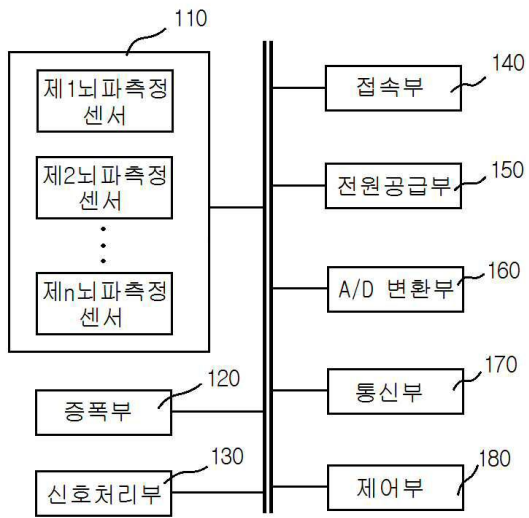 110
제1뇌파측정
센서
제2뇌파측정
센서
제n뇌파측정
센서
120
증폭부
130
신호처리부
140
접속부
150
전원공급부
160
A/D 변환부
170
통신부
180
제어부